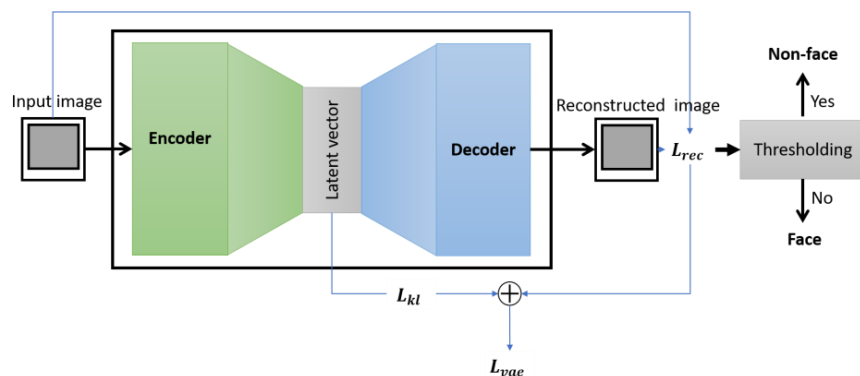 Input image
Encoder
Latent vector
Decoder
Reconstructed image
L_rec
Thresholding
Non-face
Yes
No
Face
L_kl
+
L_vae